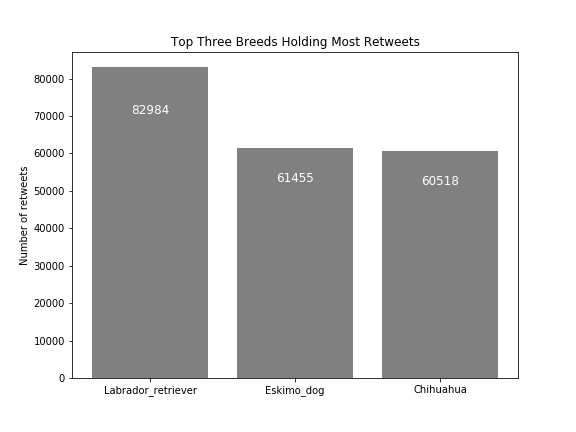 Top Three Breeds Holding Most Retweets
Number of retweets
80000
70000
60000
50000
40000
30000
20000
10000
0
82984
61455
60518
Labrador_retriever
Eskimo_dog
Chihuahua